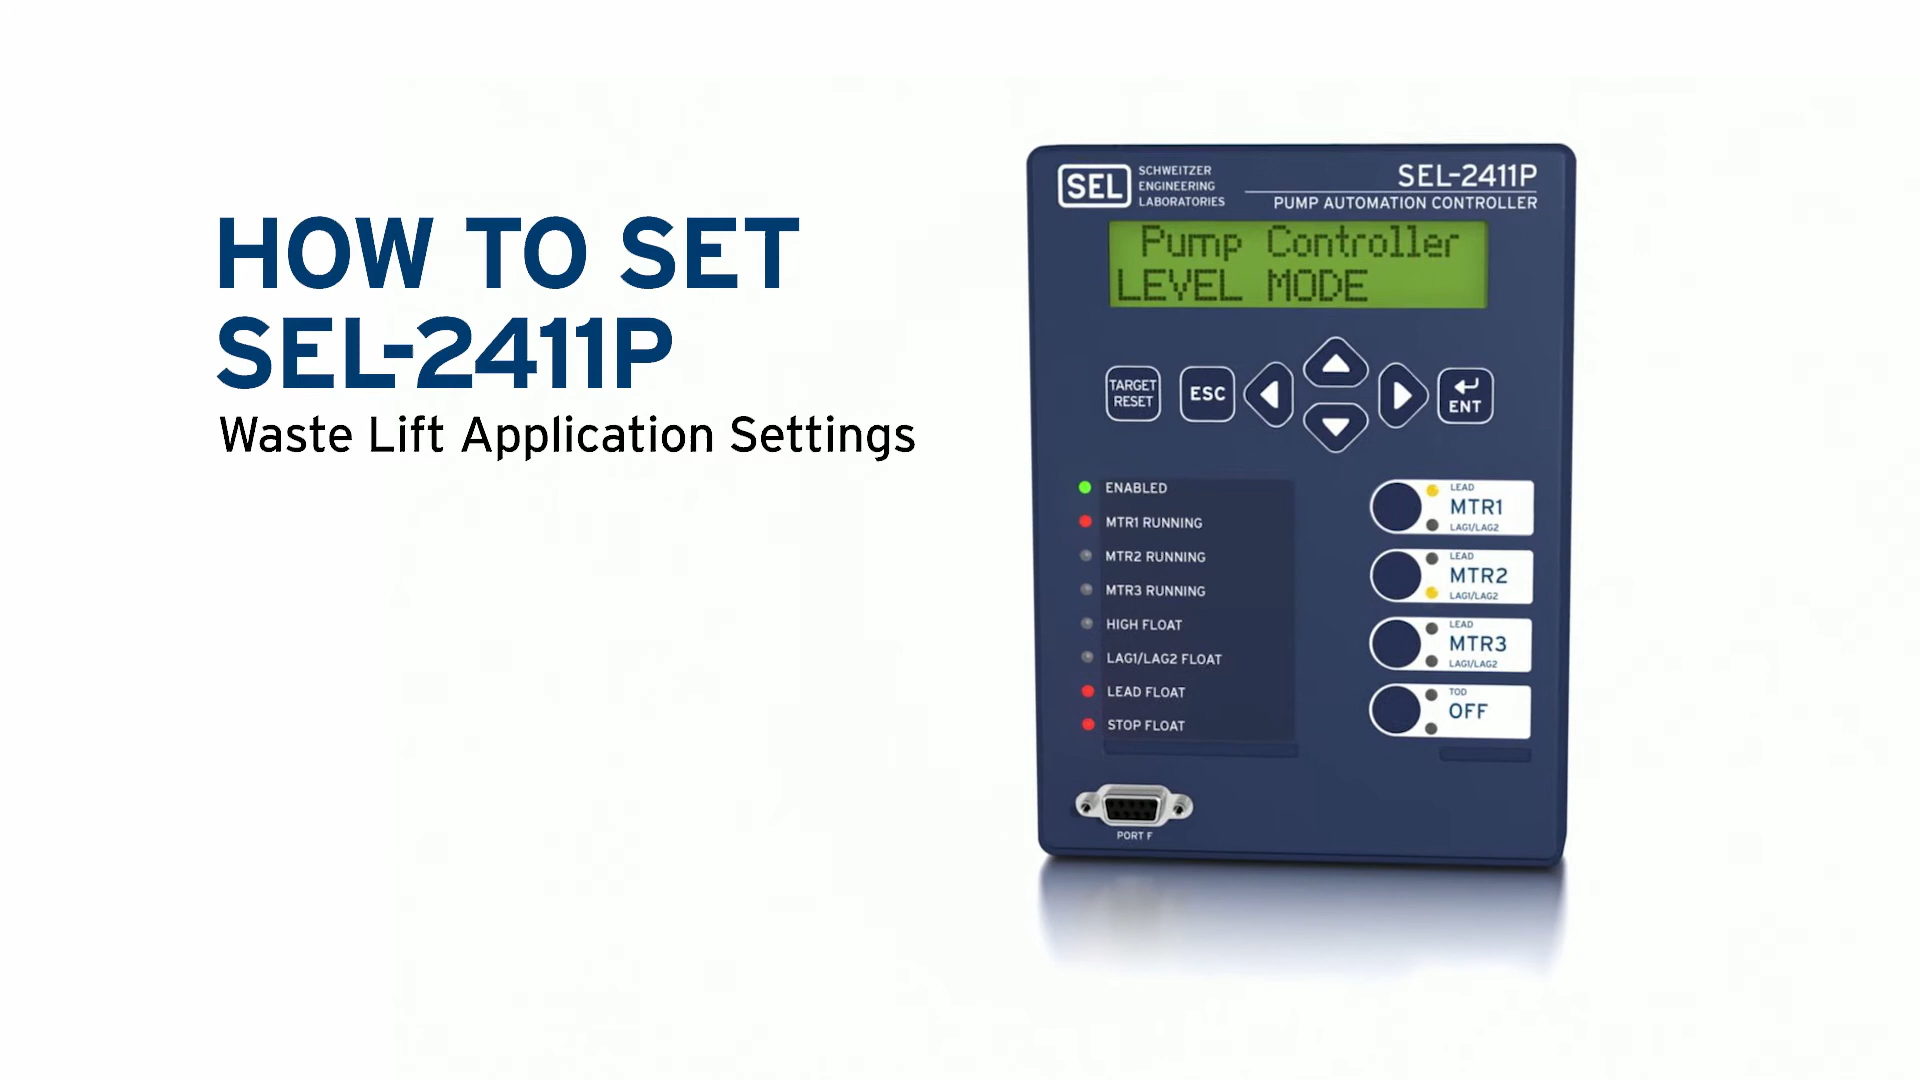 HOW TO SET
SEL-2411P
Waste Lift Application Settings
SEL
SCHWEITZER
ENGINEERING
LABORATORIES
SEL-2411P
PUMP AUTOMATION CONTROLLER
Pump Controller
LEVEL MODE
TARGET
RESET
ESC
ENT
ENABLED
MTR1 RUNNING
MTR2 RUNNING
MTR3 RUNNING
HIGH FLOAT
LAG1/LAG2 FLOAT
LEAD FLOAT
STOP FLOAT
LEAD
MTR1
LAG1/LAG2
LEAD
MTR2
LAG1/LAG2
LEAD
MTR3
LAG1/LAG2
TOD
OFF
PORT F